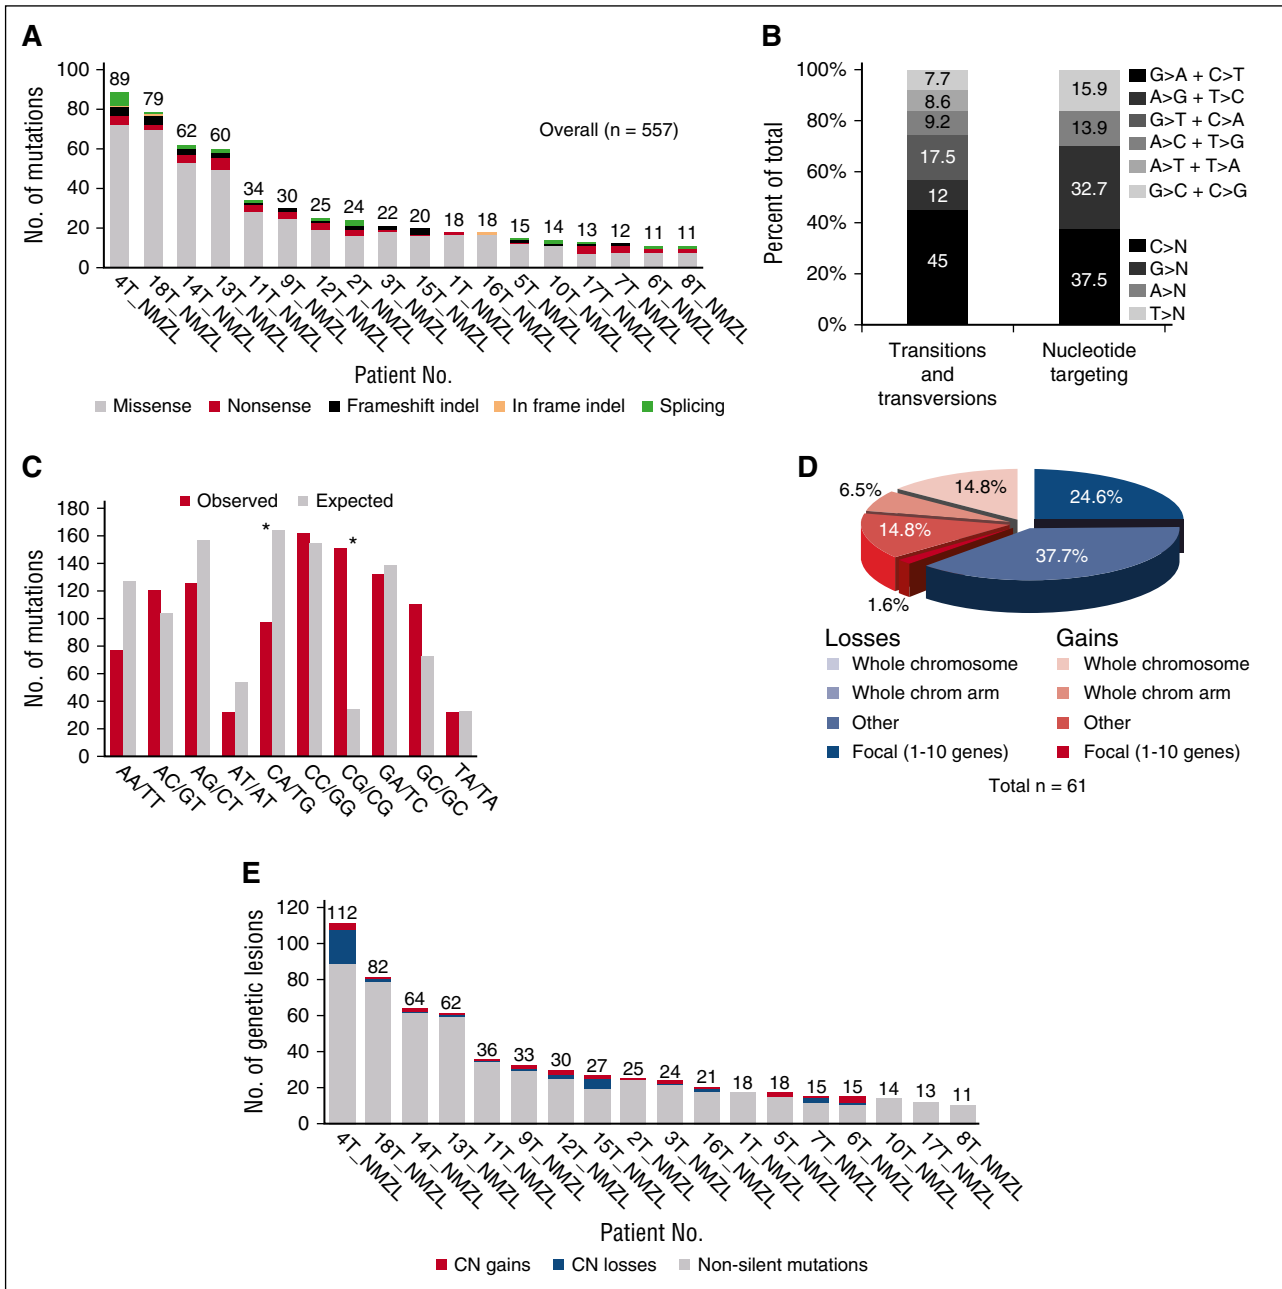 A
No. of mutations
100
80
60
40
20
0
89
79
62
60
34
30
25
24
22
20
18
18
15
14
13
12
11
11
Overall (n = 557)
4T_NMZL
18T_NMZL
14T_NMZL
13T_NMZL
11T_NMZL
9T_NMZL
12T_NMZL
2T_NMZL
3T_NMZL
15T_NMZL
1T_NMZL
16T_NMZL
5T_NMZL
10T_NMZL
17T_NMZL
7T_NMZL
6T_NMZL
8T_NMZL
Patient No.
Missense
Nonsense
Frameshift indel
In frame indel
Splicing
B
Percent of total
100%
80%
60%
40%
20%
0%
7.7
8.6
9.2
17.5
12
45
15.9
13.9
32.7
37.5
Transitions
and
transversions
Nucleotide
targeting
G>A + C>T
A>G + T>C
G>T + C>A
A>C + T>G
A>T + T>A
G>C + C>G
C>N
G>N
A>N
T>N
C
No. of mutations
180
160
140
120
100
80
60
40
20
0
Observed
Expected
*
*
AA/TT
AC/GT
AG/CT
AT/AT
CA/TG
CC/GG
CG/CG
GA/TC
GC/GC
TA/TA
D
6.5%
14.8%
24.6%
14.8%
37.7%
1.6%
Losses
Whole chromosome
Whole chrom arm
Other
Focal (1-10 genes)
Gains
Whole chromosome
Whole chrom arm
Other
Focal (1-10 genes)
Total n = 61
E
No. of genetic lesions
120
100
80
60
40
20
0
112
82
64
62
36
33
30
27
25
24
21
18
18
15
15
14
13
11
4T_NMZL
18T_NMZL
14T_NMZL
13T_NMZL
11T_NMZL
9T_NMZL
12T_NMZL
15T_NMZL
2T_NMZL
3T_NMZL
16T_NMZL
1T_NMZL
5T_NMZL
7T_NMZL
6T_NMZL
10T_NMZL
17T_NMZL
8T_NMZL
Patient No.
CN gains
CN losses
Non-silent mutations